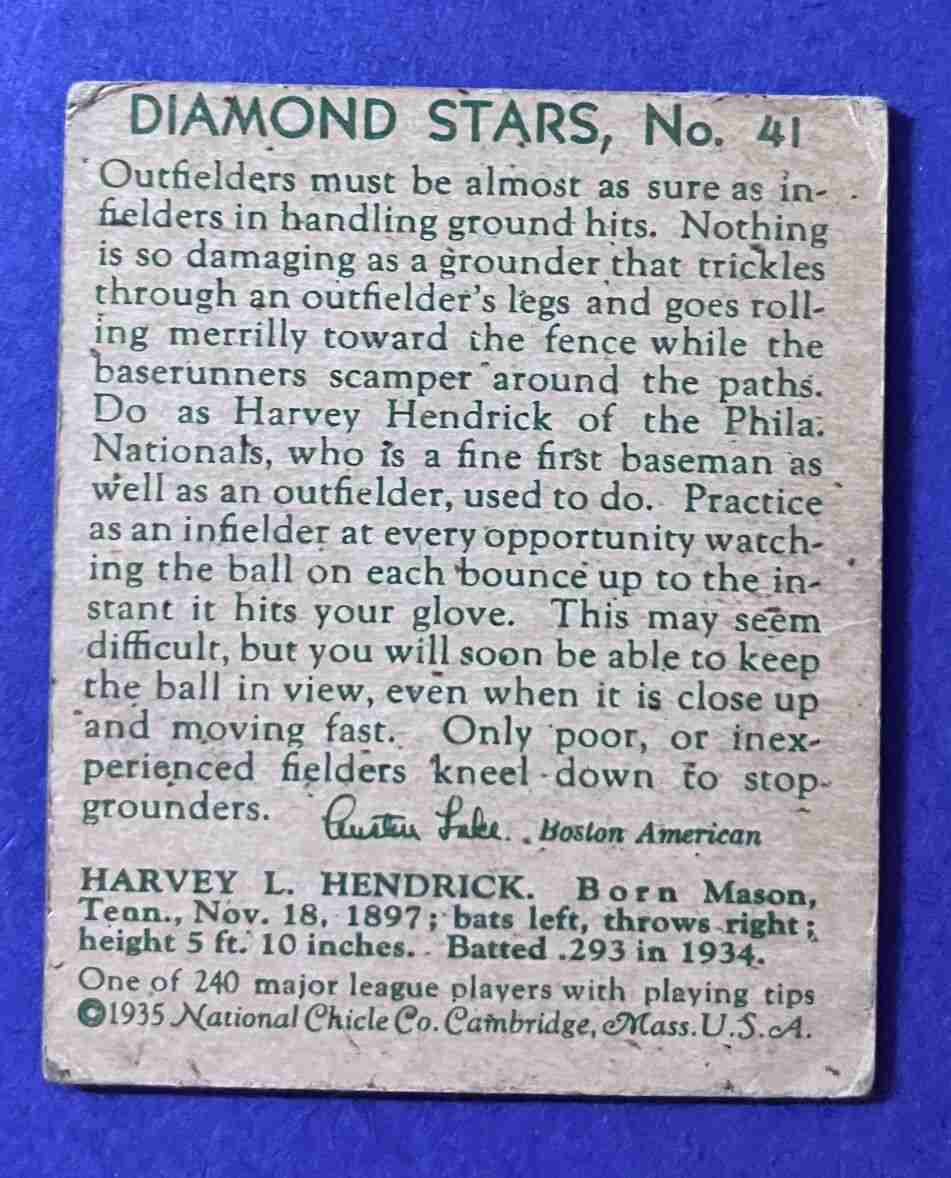 DIAMOND STARS, No. 41
Outfielders must be almost as sure as in-
fielders in handling ground hits. Nothing
is so damaging as a grounder that trickles
through an outfielder's legs and goes roll-
ing merrilly toward the fence while the
baserunners scamper around the paths.
Do as Harvey Hendrick of the Phila.
Nationals, who is a fine first baseman as
well as an outfielder, used to do. Practice
as an infielder at every opportunity watch-
ing the ball on each bounce up to the in-
stant it hits your glove. This may seem
difficult, but you will soon be able to keep
the ball in view, even when it is close up
and moving fast. Only poor, or inex-
perienced fielders kneel down to stop
grounders. Austen Lake. Boston American
HARVEY L. HENDRICK. Born Mason,
Tenn., Nov. 18, 1897; bats left, throws right;
height 5 ft. 10 inches. Batted .293 in 1934.
One of 240 major league players with playing tips
©1935 National Chicle Co. Cambridge, Mass. U.S.A.